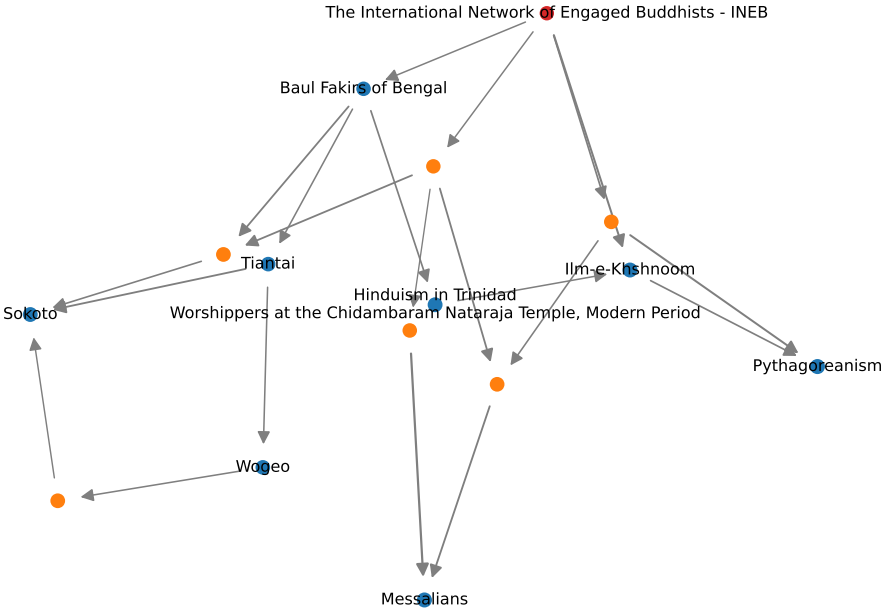 The International Network of Engaged Buddhists - INEB
Baul Fakirs of Bengal
Tiantai
Ilm-e-Khshnoom
Hinduism in Trinidad
Sokoto
Worshippers at the Chidambaram Nataraja Temple, Modern Period
Pythagoreanism
Wogeo
Messalians